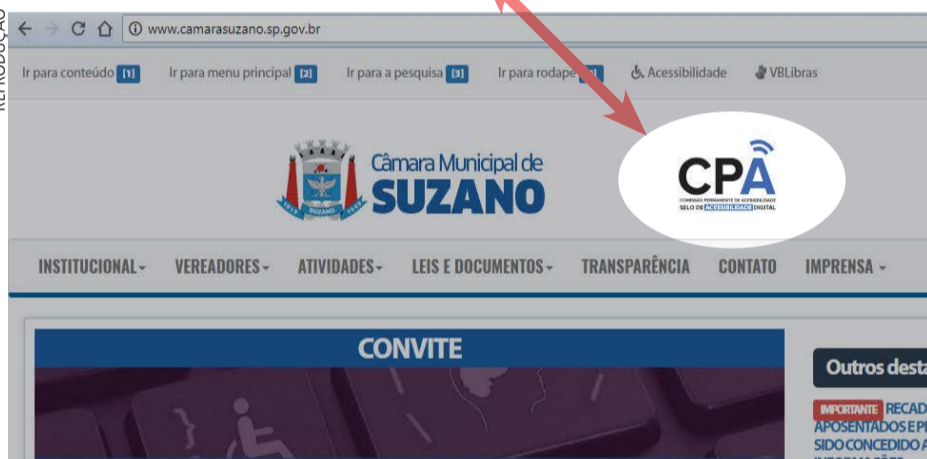 REPRODUÇÃO
www.camarasuzano.sp.gov.br
Ir para conteúdo [1] Ir para menu principal [2] Ir para a pesquisa [3] Ir para rodapé Acessibilidade VBLibras
Câmara Municipal de
SUZANO
SUZANO
CPA
COMISSÃO PERMANENTE DE ACESSIBILIDADE
SELO DE ACESSIBILIDADE DIGITAL
INSTITUCIONAL VEREADORES ATIVIDADES LEIS E DOCUMENTOS TRANSPARÊNCIA CONTATO IMPRENSA
CONVITE
Outros desta
IMPORTANTE RECAD
APOSENTADOS E P
SIDO CONCEDIDO A